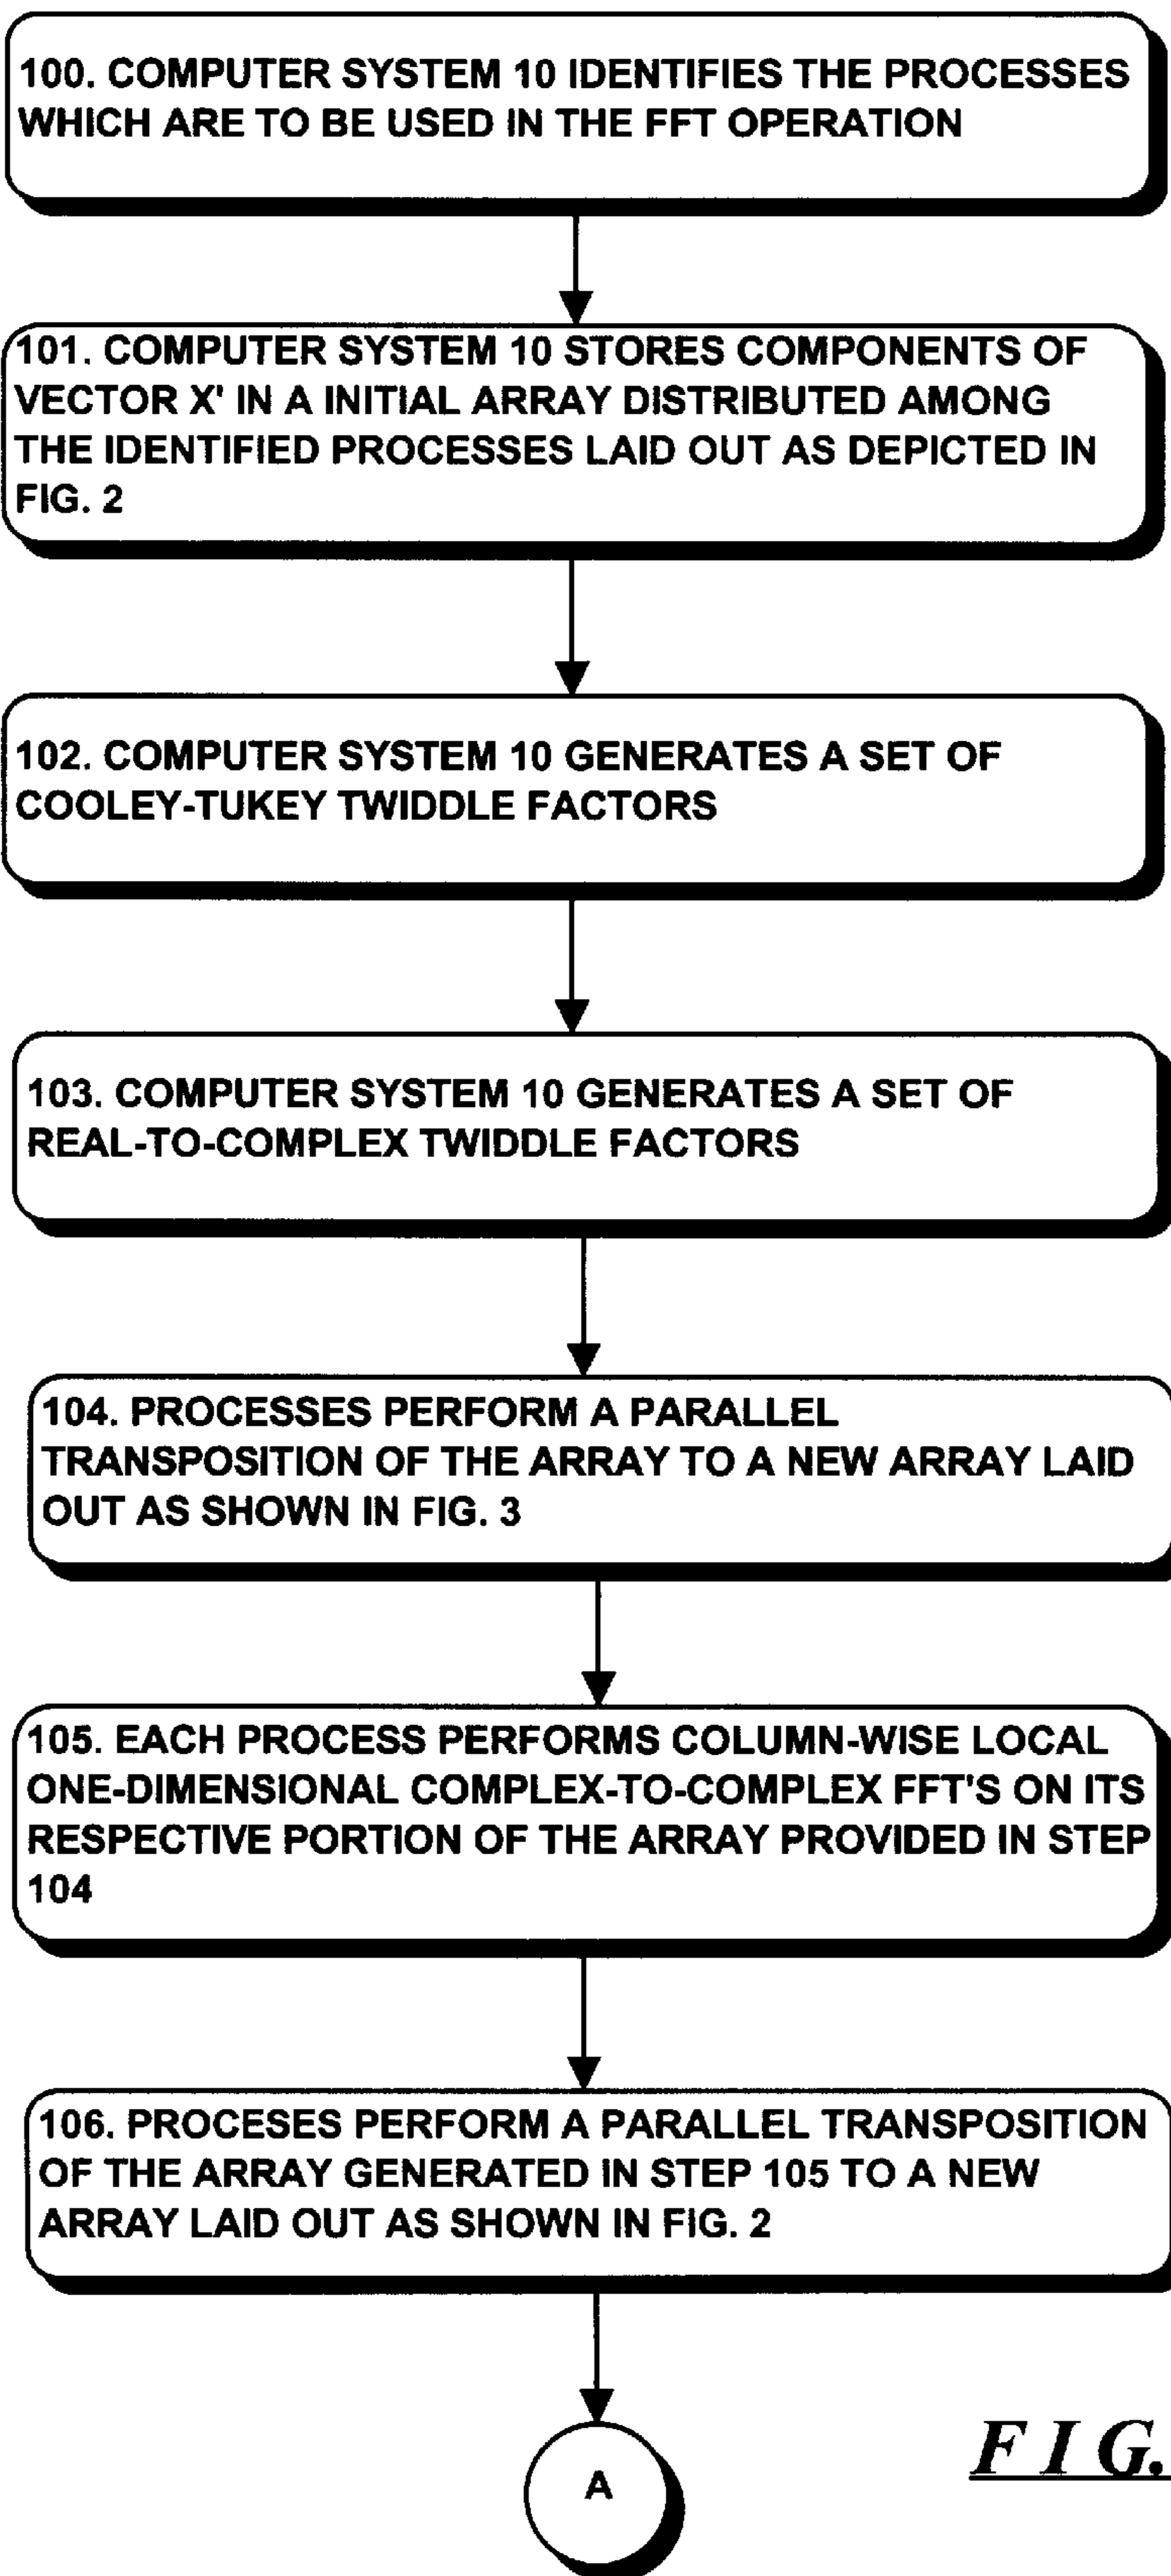 100. COMPUTER SYSTEM 10 IDENTIFIES THE PROCESSES
WHICH ARE TO BE USED IN THE FFT OPERATION
101. COMPUTER SYSTEM 10 STORES COMPONENTS OF
VECTOR X' IN A INITIAL ARRAY DISTRIBUTED AMONG
THE IDENTIFIED PROCESSES LAID OUT AS DEPICTED IN
FIG. 2
102. COMPUTER SYSTEM 10 GENERATES A SET OF
COOLEY-TUKEY TWIDDLE FACTORS
103. COMPUTER SYSTEM 10 GENERATES A SET OF
REAL-TO-COMPLEX TWIDDLE FACTORS
104. PROCESSES PERFORM A PARALLEL
TRANSPOSITION OF THE ARRAY TO A NEW ARRAY LAID
OUT AS SHOWN IN FIG. 3
105. EACH PROCESS PERFORMS COLUMN-WISE LOCAL
ONE-DIMENSIONAL COMPLEX-TO-COMPLEX FFT'S ON ITS
RESPECTIVE PORTION OF THE ARRAY PROVIDED IN STEP
104
106. PROCESES PERFORM A PARALLEL TRANSPOSITION
OF THE ARRAY GENERATED IN STEP 105 TO A NEW
ARRAY LAID OUT AS SHOWN IN FIG. 2
A
FIG.